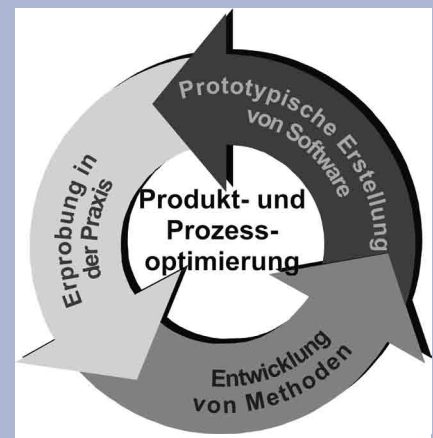 Prototypische Erstellung
von Software
Erprobung in
der Praxis
Produkt- und
Prozess-
optimierung
Entwicklung
von Methoden